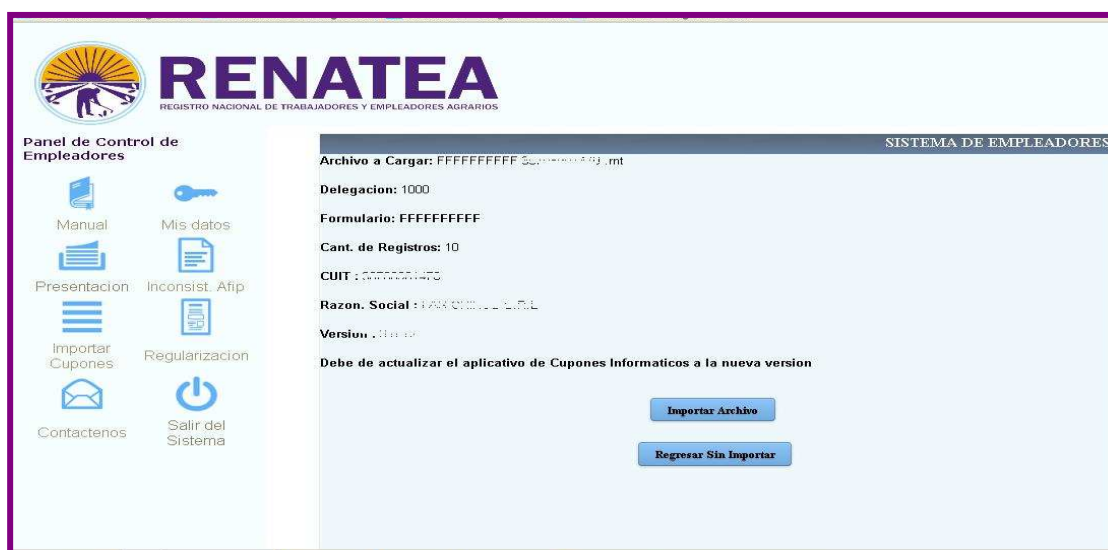 RENATEA
REGISTRO NACIONAL DE TRABAJADORES Y EMPLEADORES AGRARIOS
Panel de Control de
Empleadores
Manual
Mis datos
Presentacion
Inconsist. Afip
Importar
Cupones
Regularizacion
Contactenos
Salir del
Sistema
SISTEMA DE EMPLEADORES
Archivo a Cargar: FFFFFFFFFF
Delegacion: 1000
Formulario: FFFFFFFFFF
Cant. de Registros: 10
CUIT :
Razon. Social :
Version
Debe de actualizar el aplicativo de Cupones Informaticos a la nueva version
Importar Archivo
Regresar Sin Importar